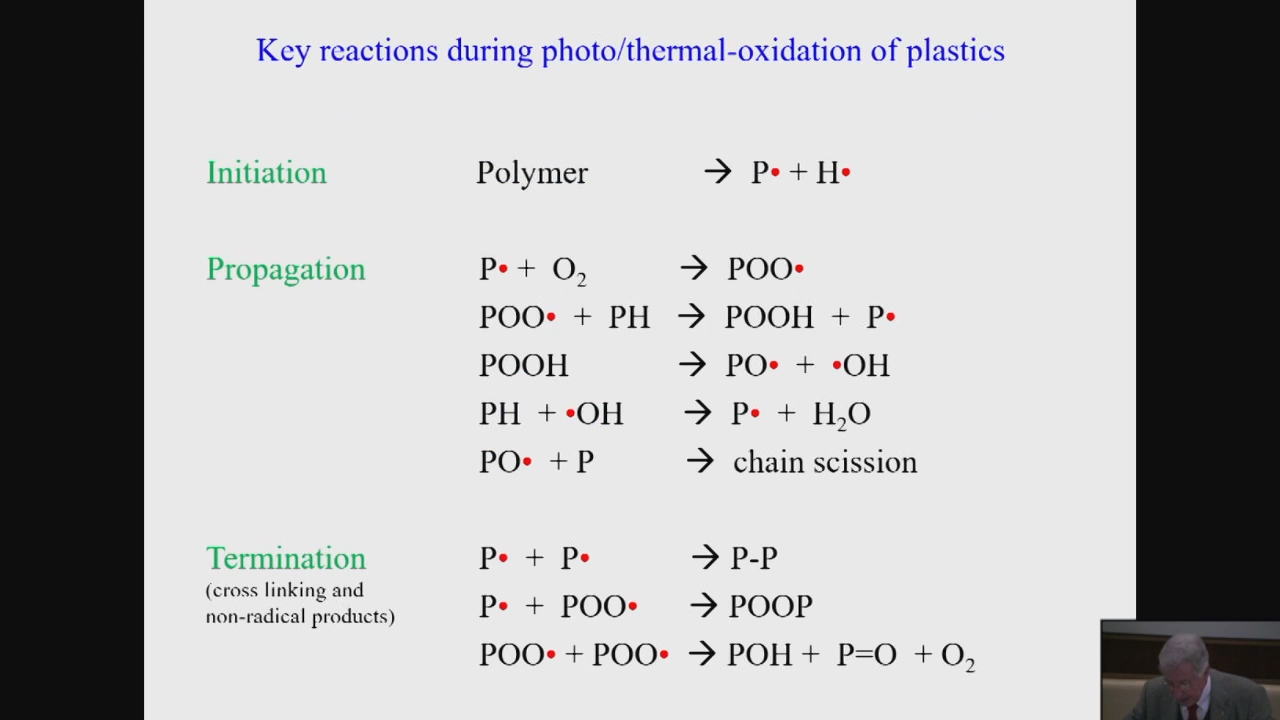 Key reactions during photo/thermal-oxidation of plastics
Initiation Polymer → P• + H•
Propagation P• + O₂ → POO•
POO• + PH → POOH + P•
POOH → PO• + •OH
PH + •OH → P• + H₂O
PO• + P → chain scission
Termination P• + P• → P-P
(cross linking and
non-radical products)
P• + POO• → POOP
POO• + POO• → POH + P=O + O₂